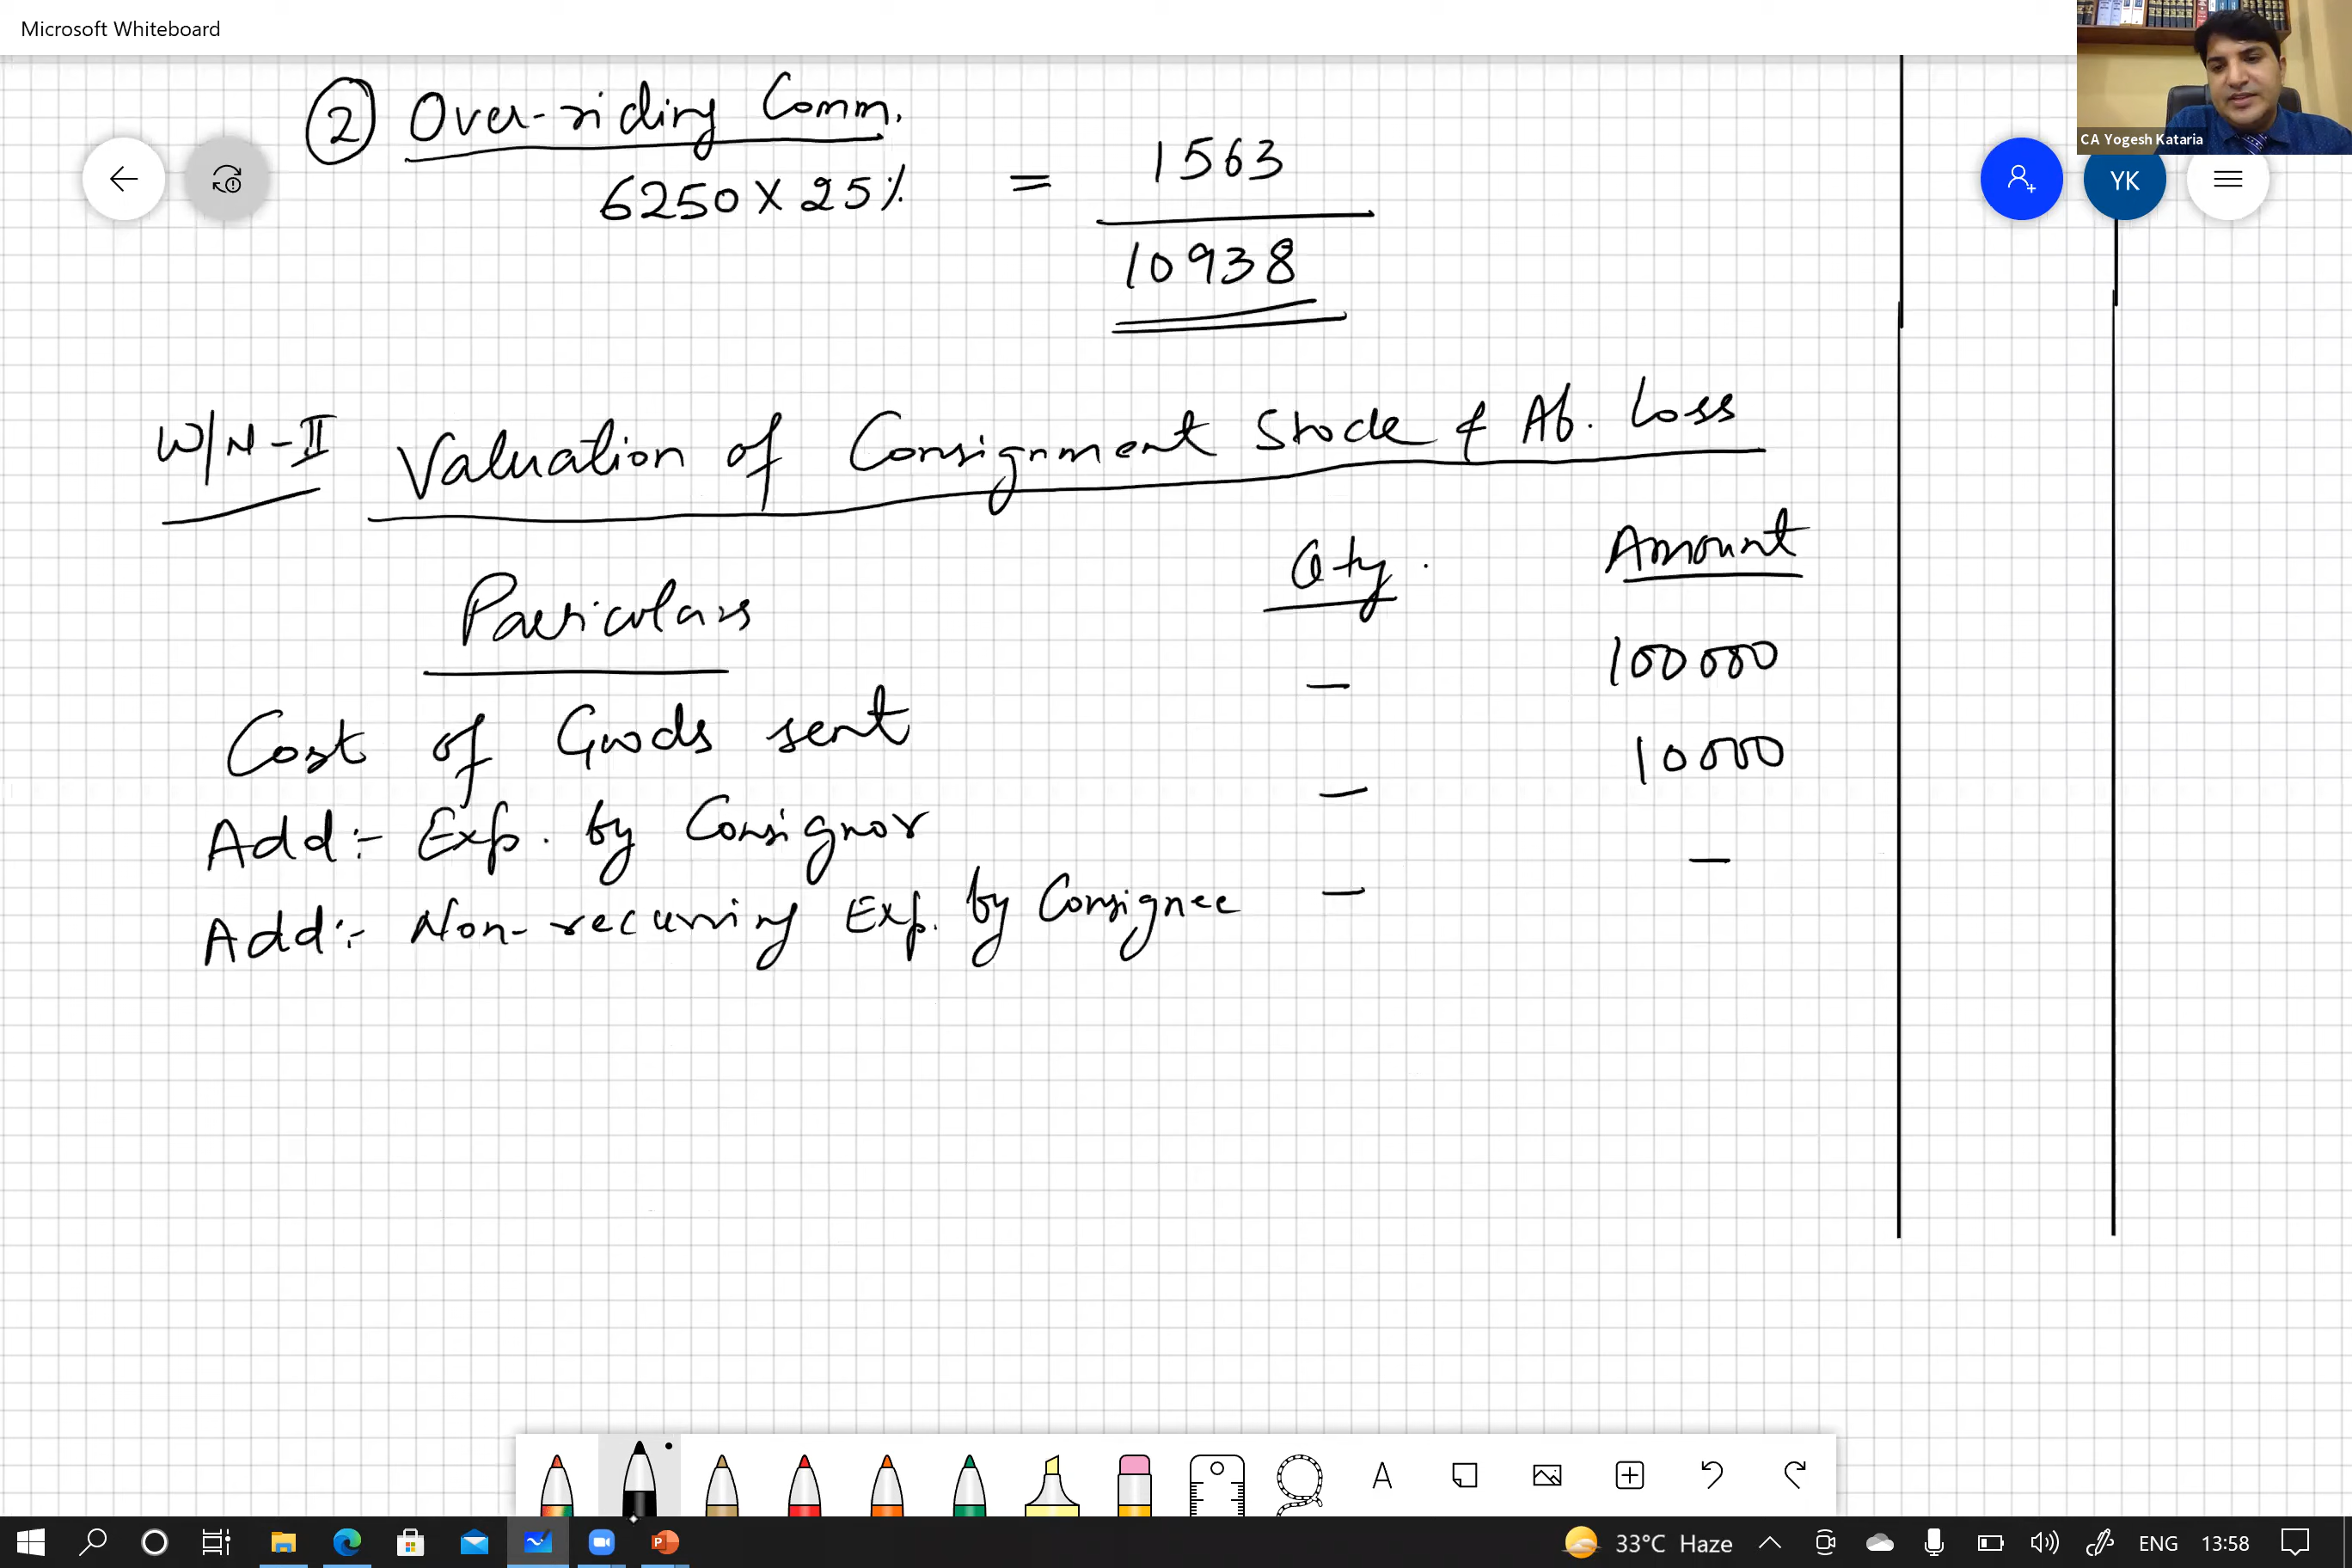 Microsoft Whiteboard
② Over-riding Comm.
6250 X 25% = 1563
10938
CA Yogesh Kataria
YK
W/N-II Valuation of Consignment Stock & Ab. Loss
Particulars Qty. Amount
Cost of Goods sent — 100000
Add:- Exp. by Consignor — 10000
Add:- Non-recurring Exp. by Consignee — —
A
33°C Haze ENG 13:58